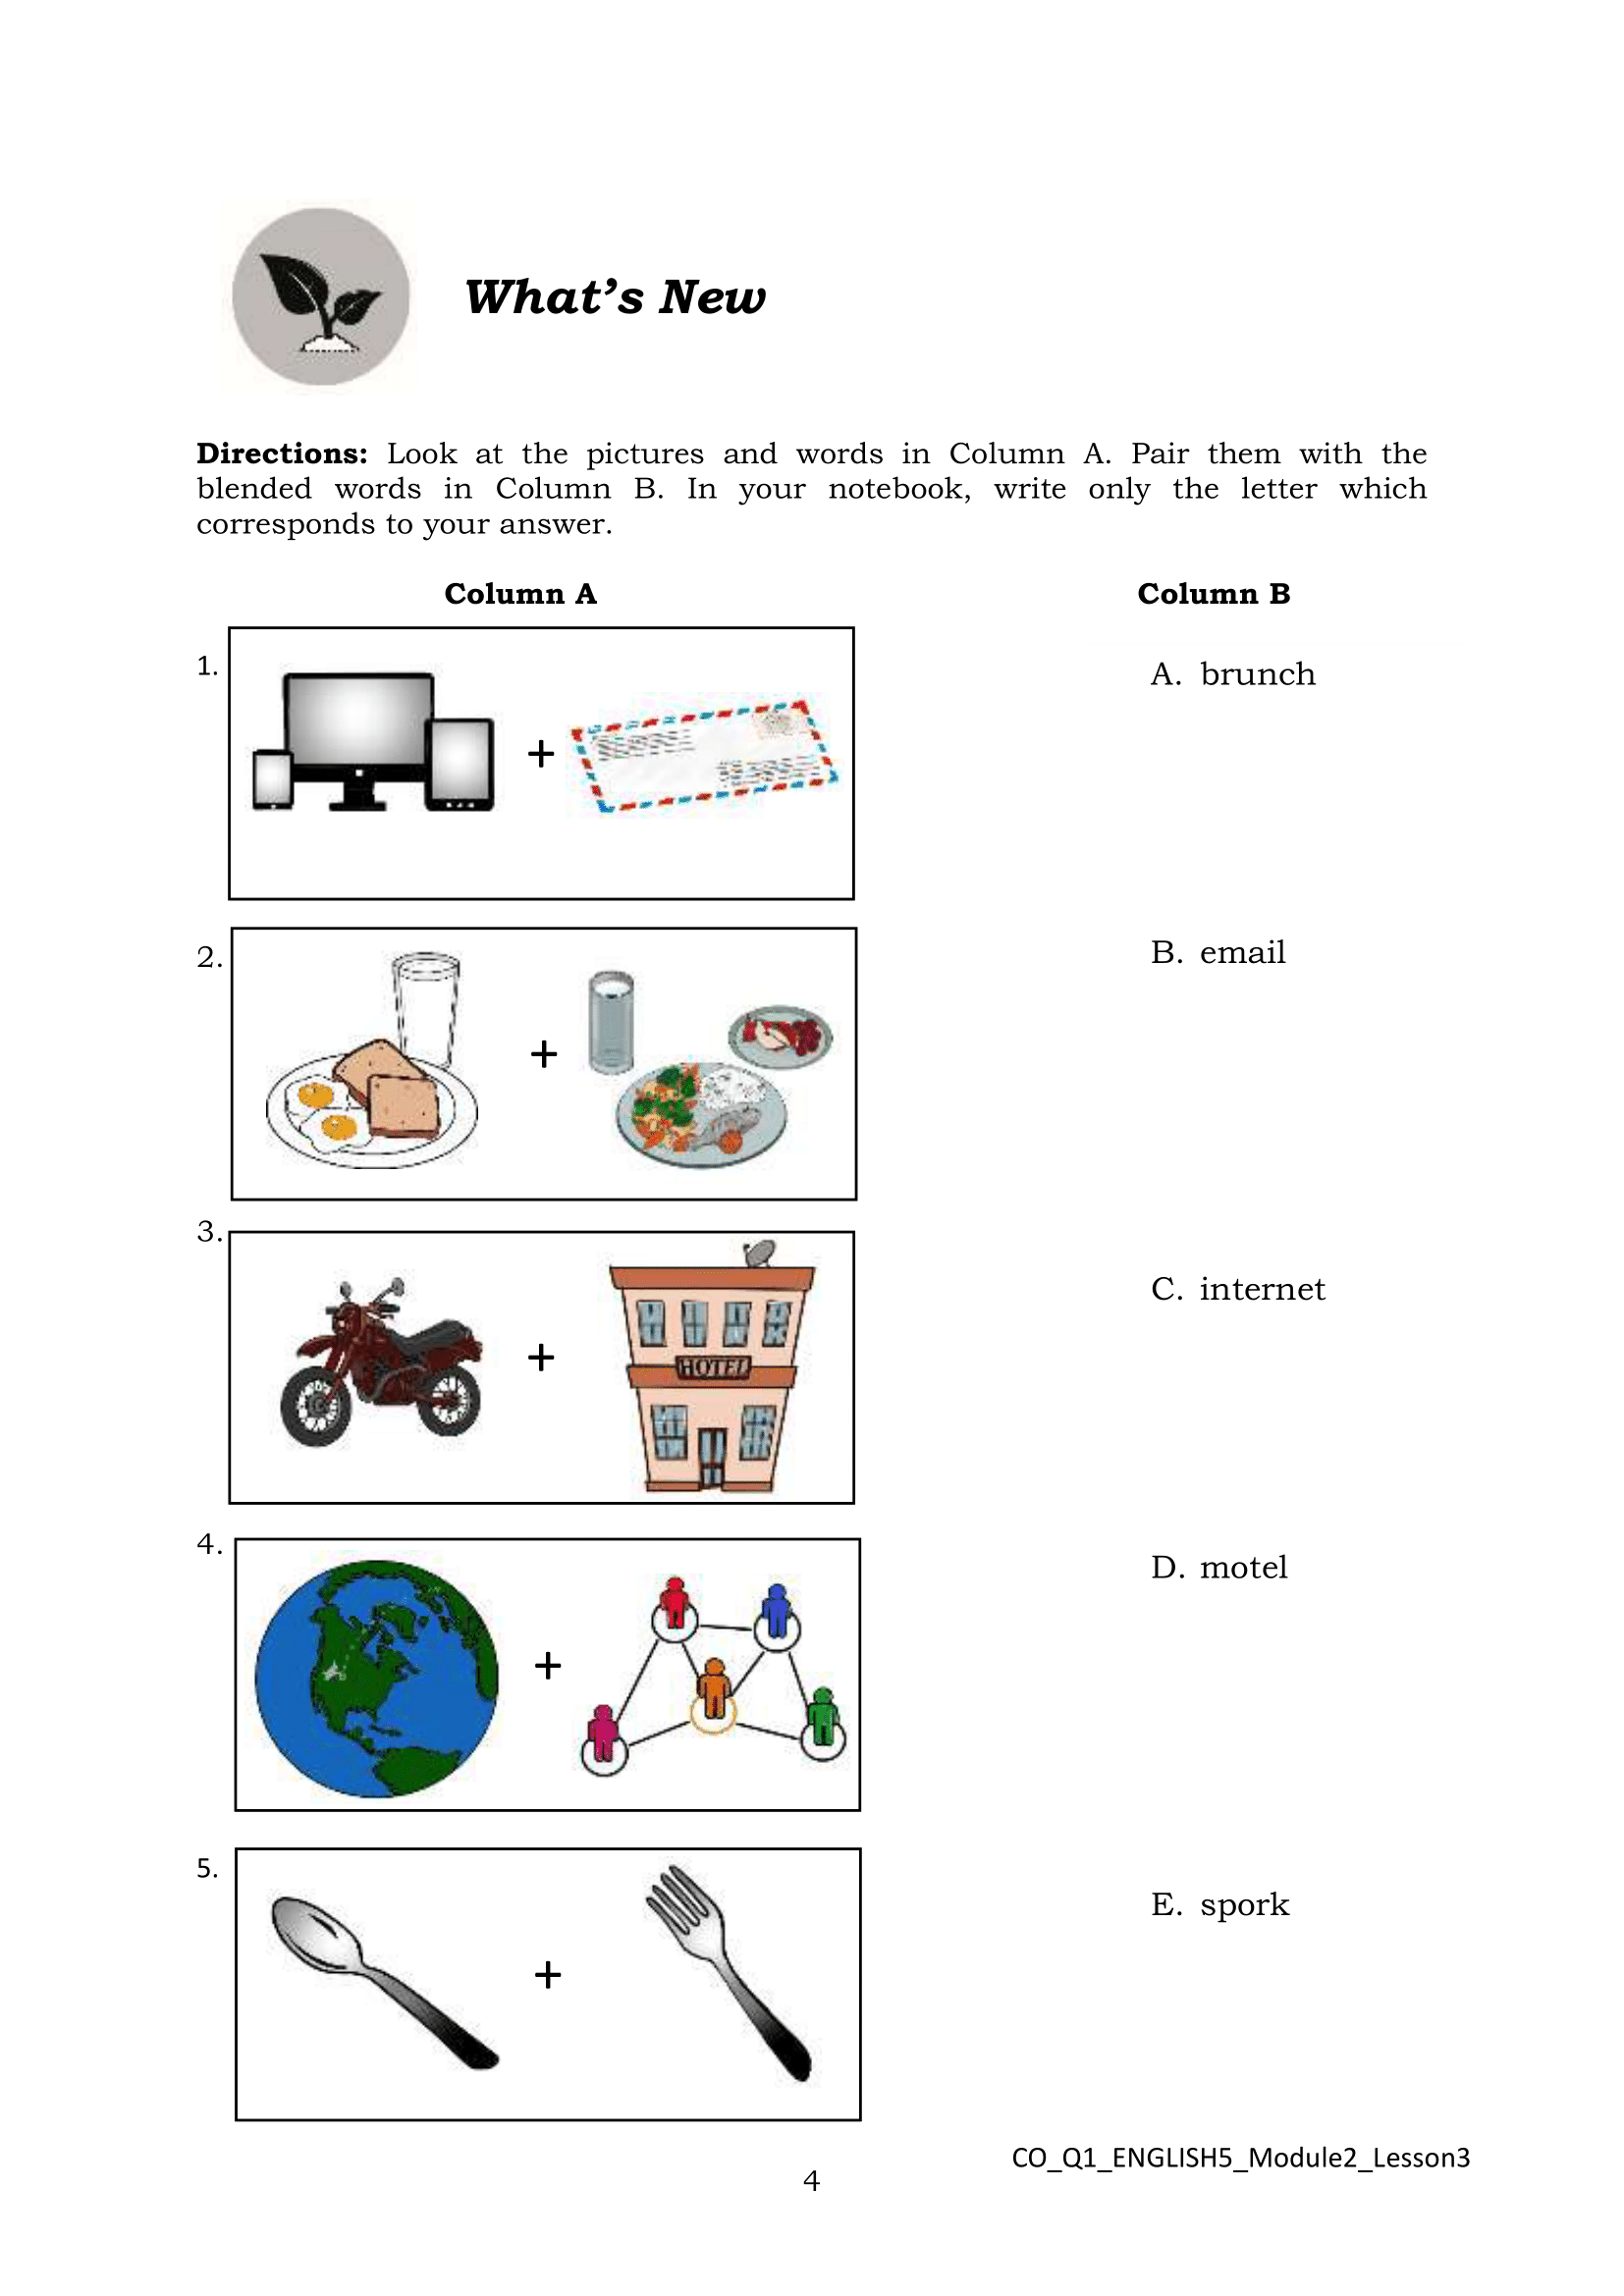 What's New
Directions: Look at the pictures and words in Column A. Pair them with the
blended words in Column B. In your notebook, write only the letter which
corresponds to your answer.
Column A
Column B
1.
+
A. brunch
2.
+
B. email
3.
+
HOTEL
C. internet
4.
+
D. motel
5.
+
E. spork
CO_Q1_ENGLISH5_Module2_Lesson3
4